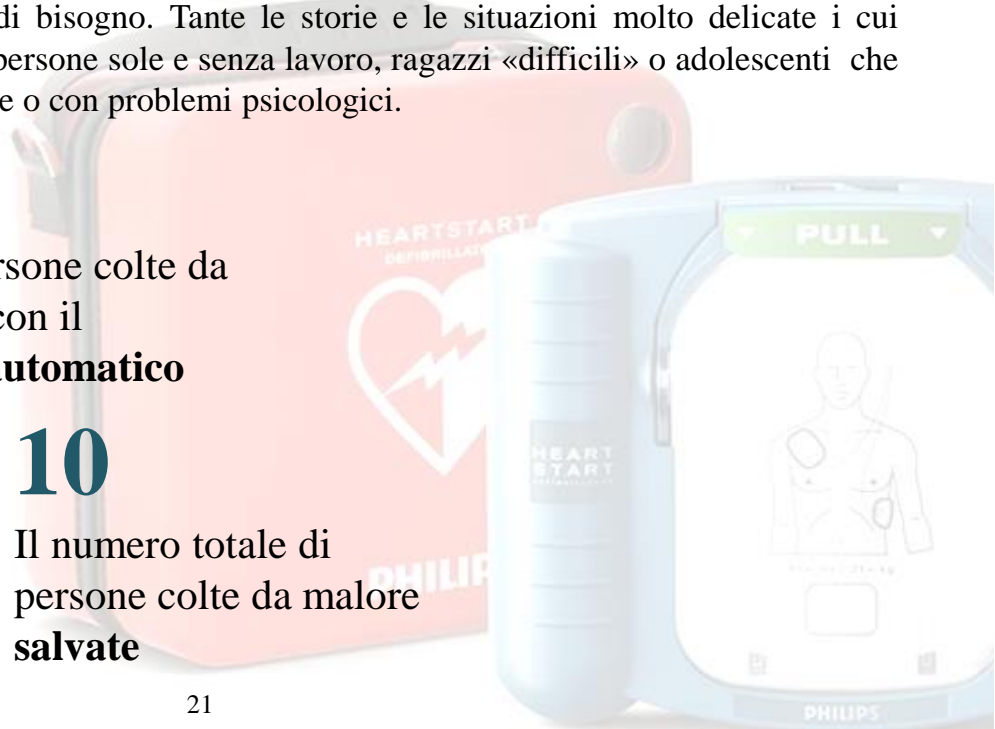 di bisogno. Tante le storie e le situazioni molto delicate i cui
persone sole e senza lavoro, ragazzi «difficili» o adolescenti che
e o con problemi psicologici.
HEARTSTART
rsone colte da
con il
automatico
PULL
10
HEART
START
Il numero totale di
persone colte da malore
salvate
PHILIPS
21
PHILIPS